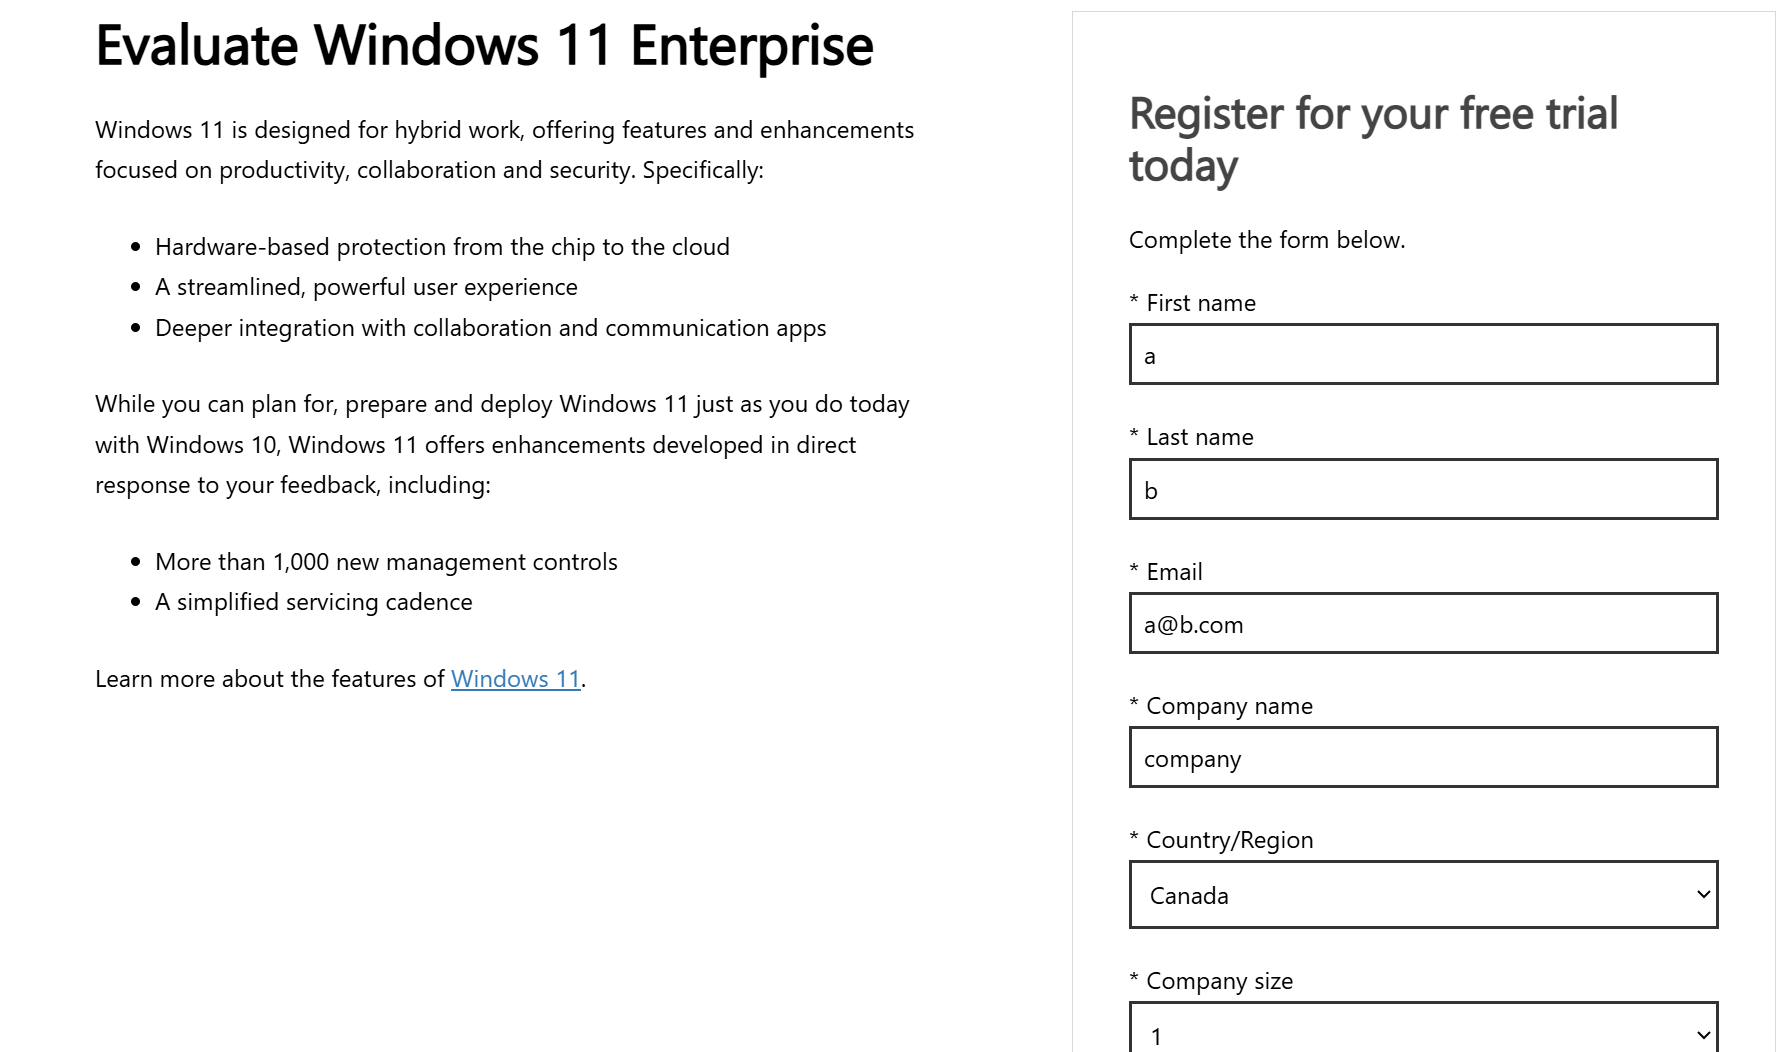 Evaluate Windows 11 Enterprise
Windows 11 is designed for hybrid work, offering features and enhancements
focused on productivity, collaboration and security. Specifically:
• Hardware-based protection from the chip to the cloud
• A streamlined, powerful user experience
• Deeper integration with collaboration and communication apps
While you can plan for, prepare and deploy Windows 11 just as you do today
with Windows 10, Windows 11 offers enhancements developed in direct
response to your feedback, including:
• More than 1,000 new management controls
• A simplified servicing cadence
Learn more about the features of Windows 11.
Register for your free trial
today
Complete the form below.
* First name
a
* Last name
b
* Email
a@b.com
* Company name
company
* Country/Region
Canada
* Company size
1